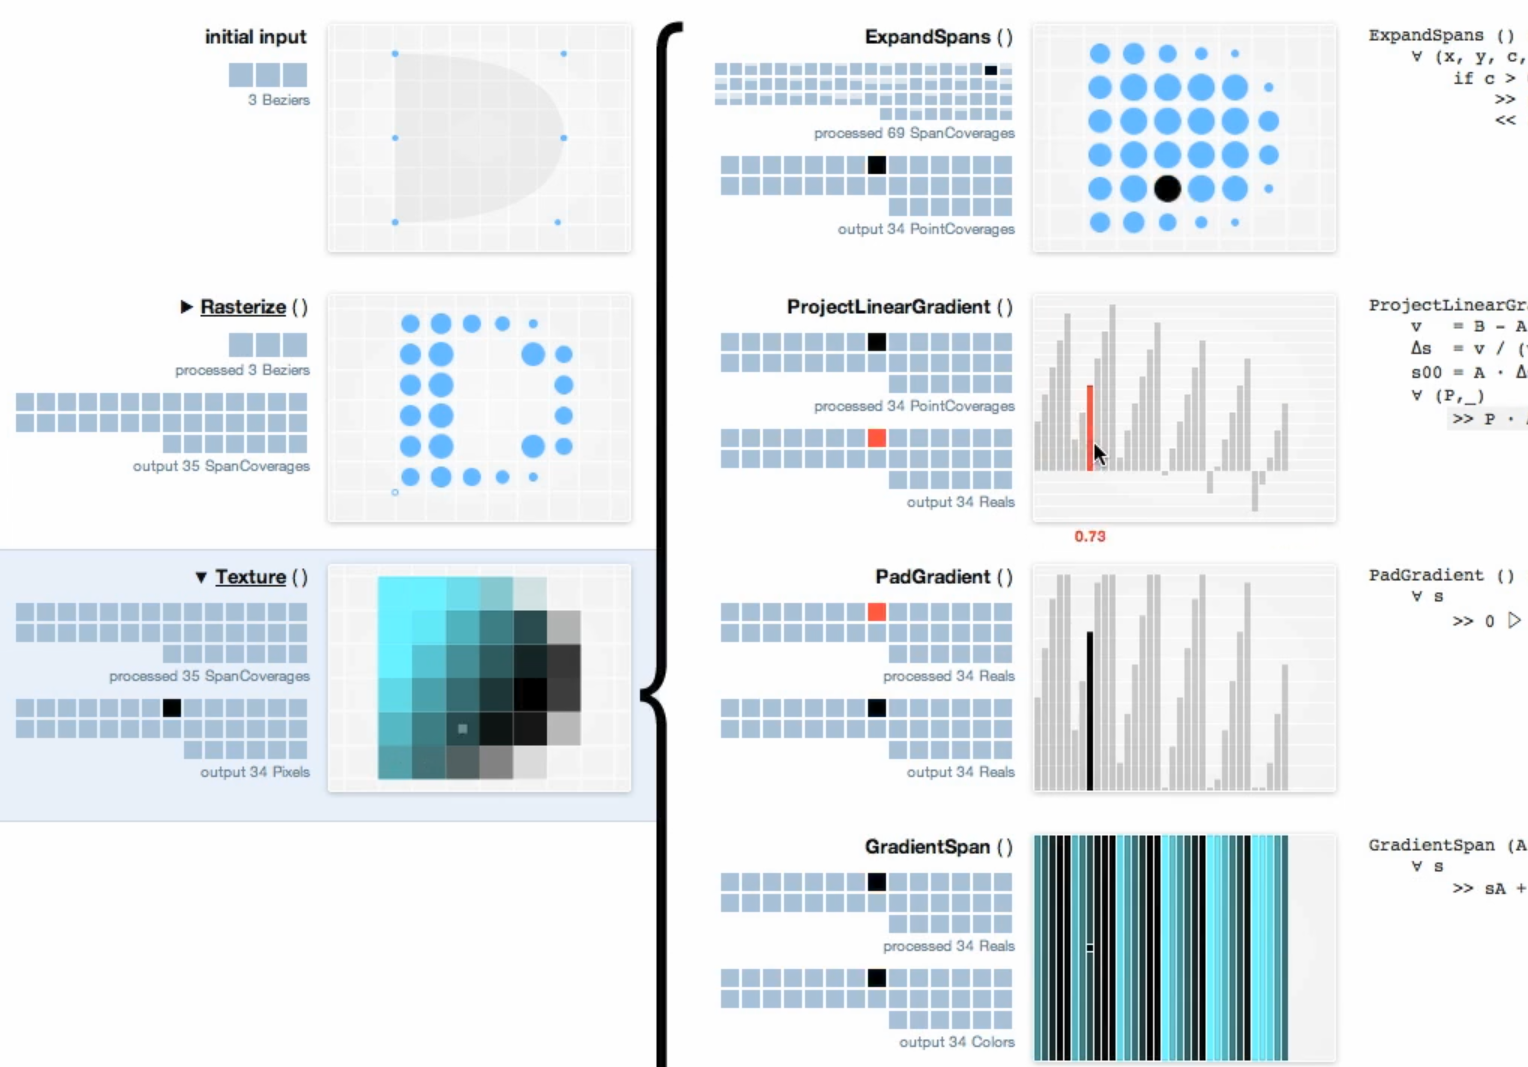 initial input
3 Beziers
▶ Rasterize ()
processed 3 Beziers
output 35 SpanCoverages
▼ Texture ()
processed 35 SpanCoverages
output 34 Pixels
ExpandSpans ()
processed 69 SpanCoverages
output 34 PointCoverages
ProjectLinearGradient ()
processed 34 PointCoverages
output 34 Reals
0.73
PadGradient ()
processed 34 Reals
output 34 Reals
GradientSpan ()
processed 34 Reals
output 34 Colors
ExpandSpans ()
∀ (x, y, c,
if c >
>>
<<
ProjectLinearGra
v = B - A
Δs = v / (
s00 = A · Δs
∀ (P,_)
>> P ·
PadGradient ()
∀ s
>> 0 ▷
GradientSpan (A
∀ s
>> sA +